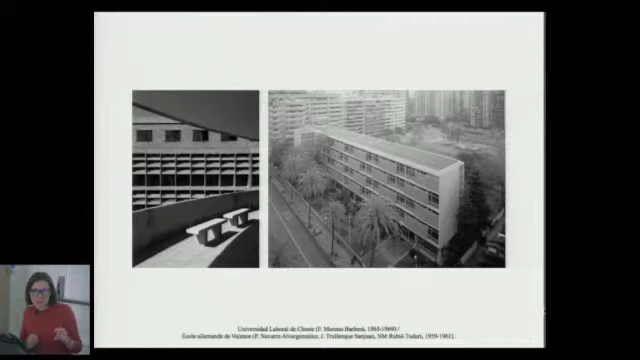 Universidad Laboral de Cheste (F. Moreno Barberá, 1965-1969) /
École allemande de Valence (P. Navarro Alvargonzález, J. Trullenque Sanjuan, NM Rubió Tudurí, 1959-1961).